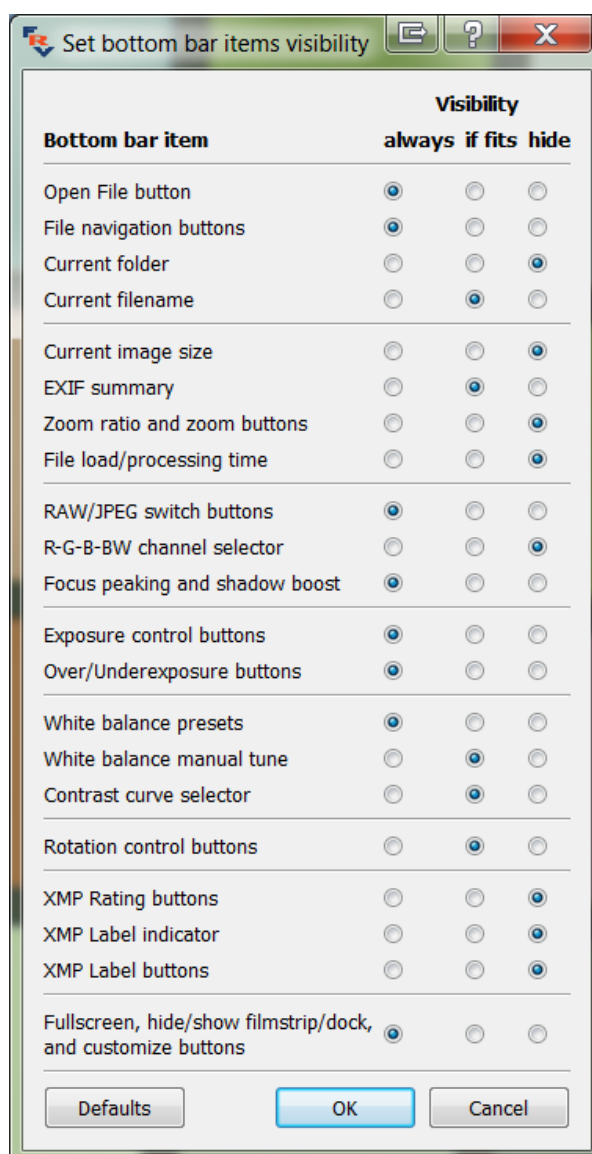 Set bottom bar items visibility
Visibility
Bottom bar item always if fits hide
Open File button
File navigation buttons
Current folder
Current filename
Current image size
EXIF summary
Zoom ratio and zoom buttons
File load/processing time
RAW/JPEG switch buttons
R-G-B-BW channel selector
Focus peaking and shadow boost
Exposure control buttons
Over/Underexposure buttons
White balance presets
White balance manual tune
Contrast curve selector
Rotation control buttons
XMP Rating buttons
XMP Label indicator
XMP Label buttons
Fullscreen, hide/show filmstrip/dock,
and customize buttons
Defaults OK Cancel